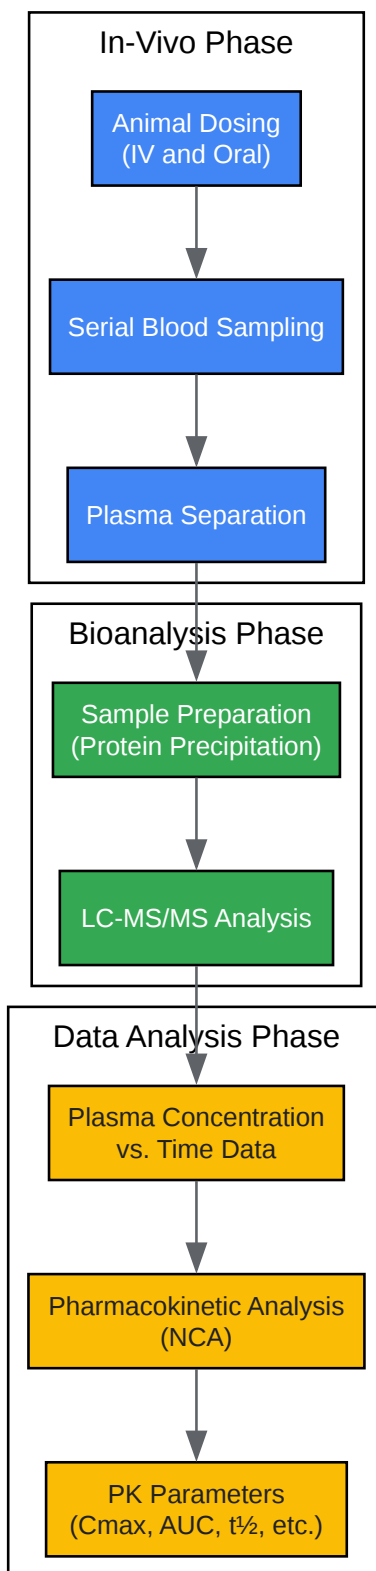 In-Vivo Phase
Animal Dosing
(IV and Oral)
Serial Blood Sampling
Plasma Separation
Bioanalysis Phase
Sample Preparation
(Protein Precipitation)
LC-MS/MS Analysis
Data Analysis Phase
Plasma Concentration
vs. Time Data
Pharmacokinetic Analysis
(NCA)
PK Parameters
(Cmax, AUC, t½, etc.)